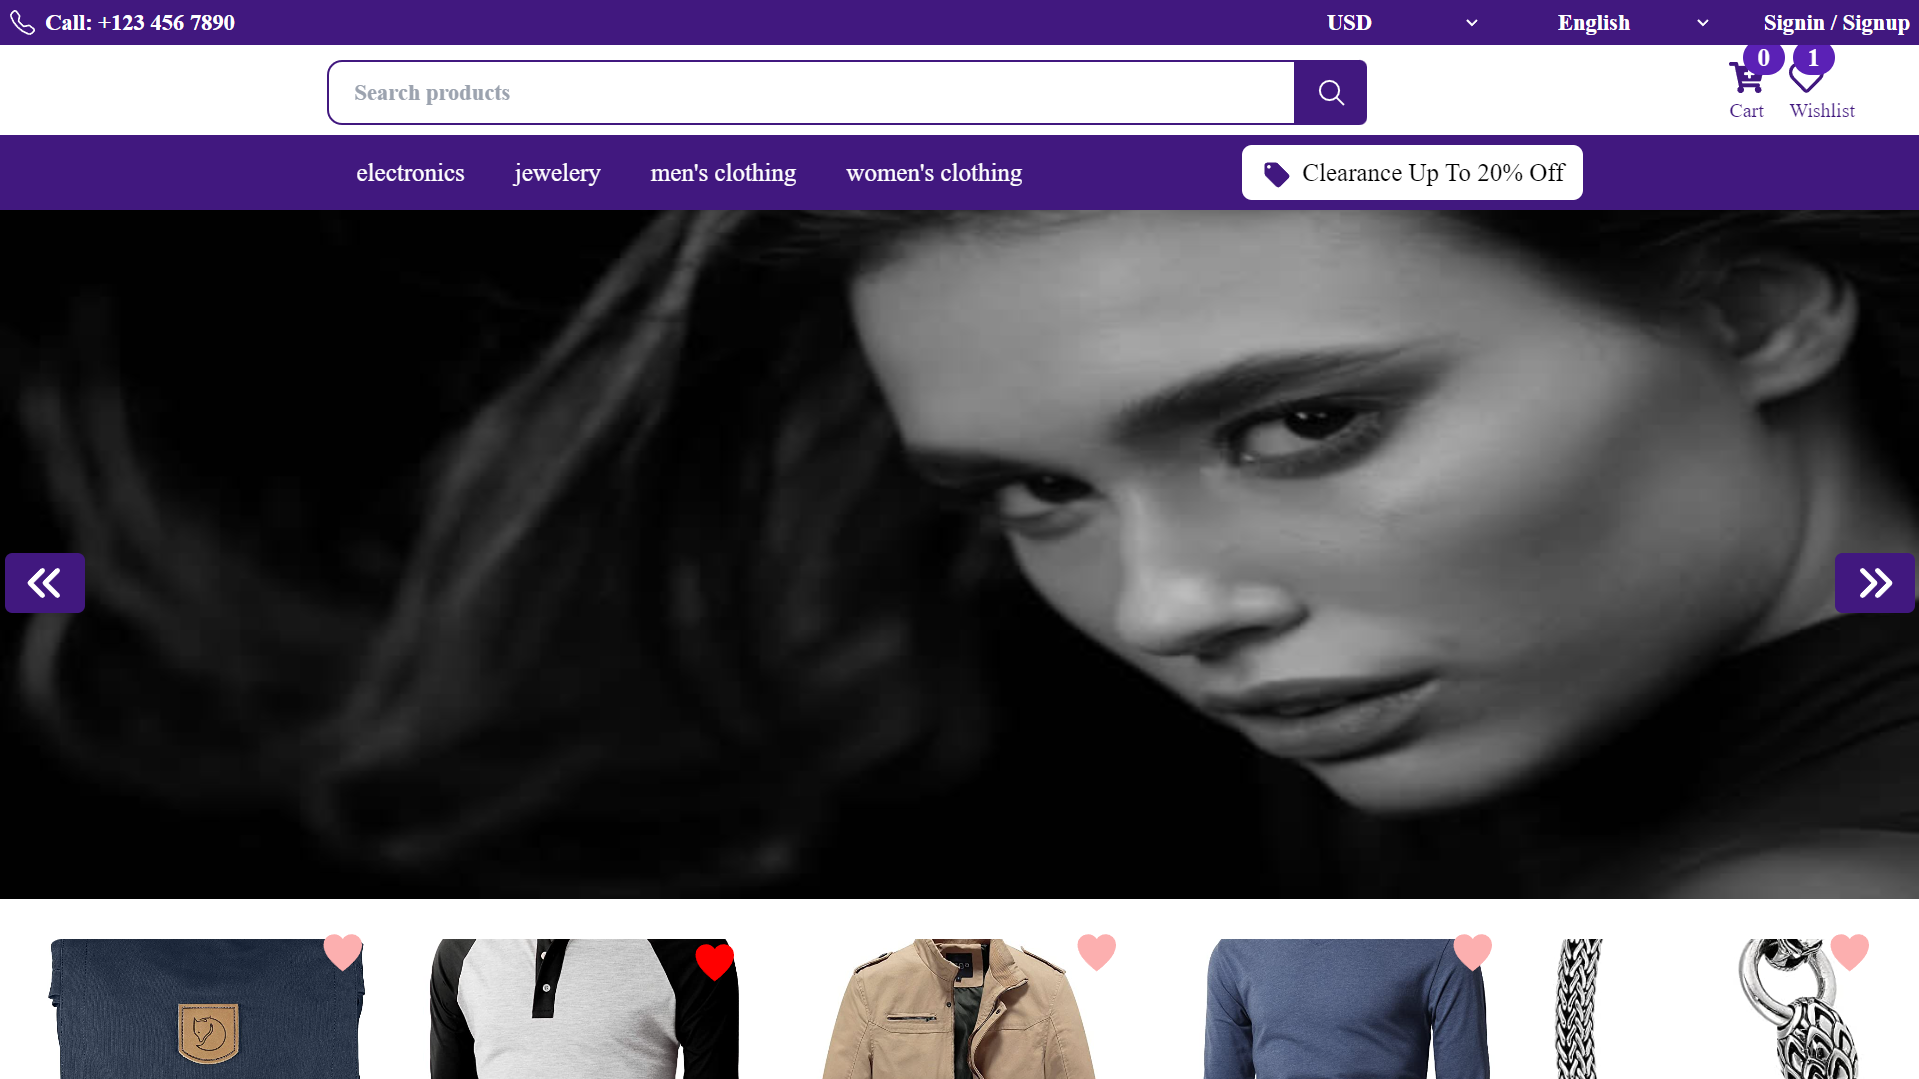 Call: +123 456 7890
USD
English
Signin / Signup
Search products
0
1
Cart
Wishlist
electronics
jewelery
men's clothing
women's clothing
Clearance Up To 20% Off